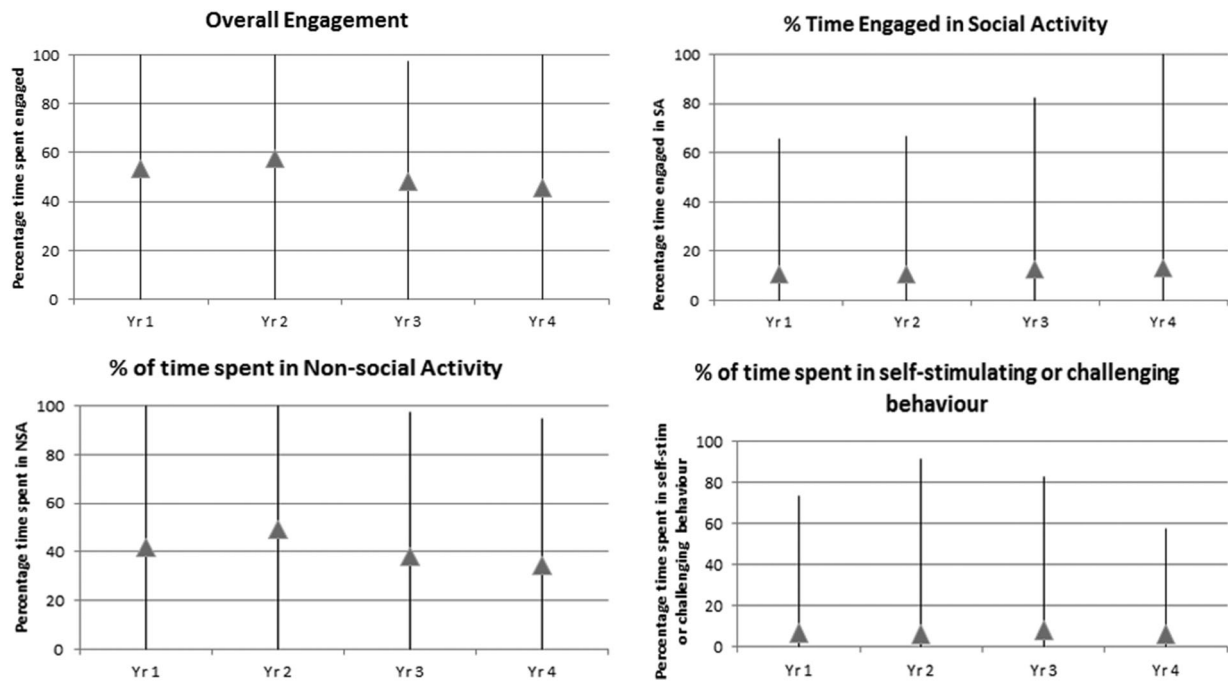 Overall Engagement
Percentage time spent engaged
100
80
60
40
20
0
Yr 1 Yr 2 Yr 3 Yr 4
% Time Engaged in Social Activity
Percentage time engaged in SA
100
80
60
40
20
0
Yr 1 Yr 2 Yr 3 Yr 4
% of time spent in Non-social Activity
Percentage time spent in NSA
100
80
60
40
20
0
Yr 1 Yr 2 Yr 3 Yr 4
% of time spent in self-stimulating or challenging
behaviour
Percentage time spent in self-stim
or challenging behaviour
100
80
60
40
20
0
Yr 1 Yr 2 Yr 3 Yr 4